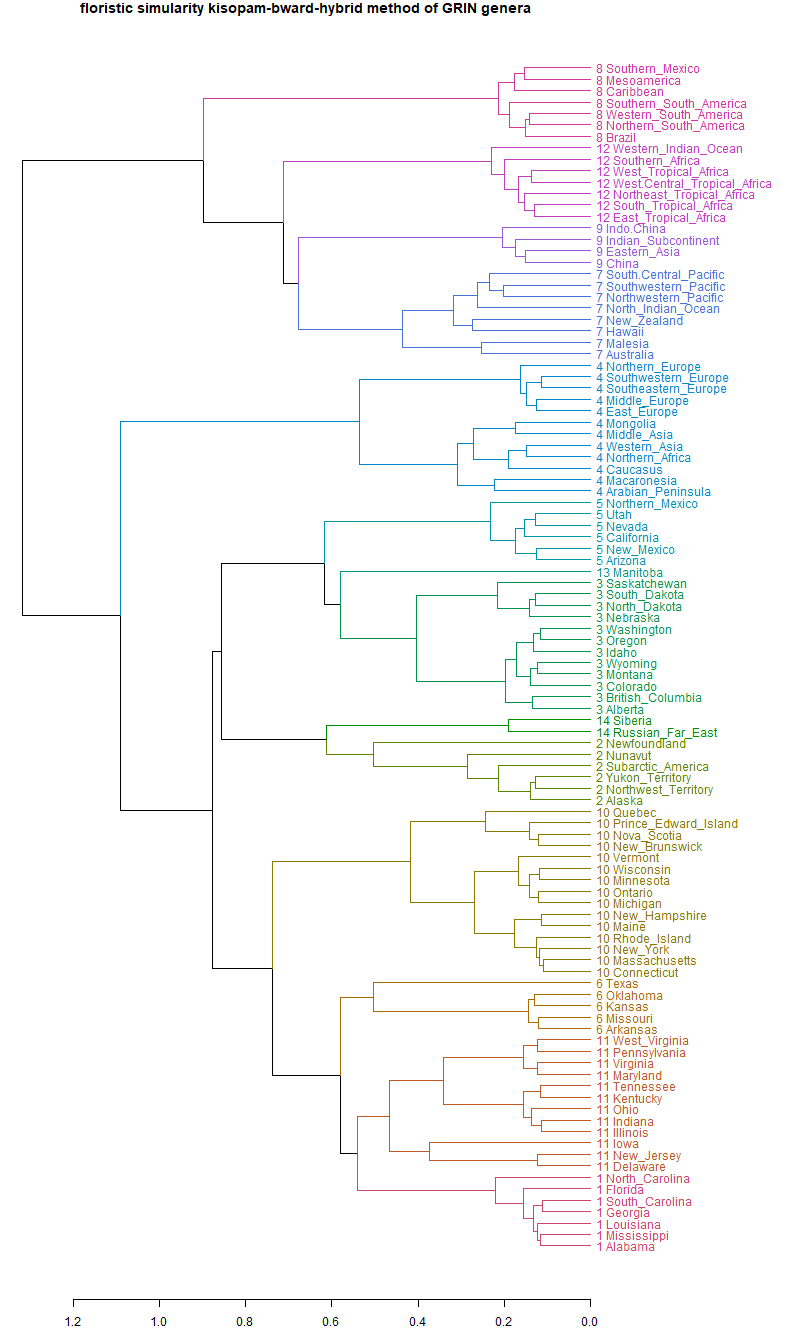 floristic simularity kisopam-bward-hybrid method of GRIN genera
8 Southern_Mexico
8 Mesoamerica
8 Caribbean
8 Southern_South_America
8 Western_South_America
8 Northern_South_America
8 Brazil
12 Western_Indian_Ocean
12 Southern_Africa
12 West_Tropical_Africa
12 West.Central_Tropical_Africa
12 Northeast_Tropical_Africa
12 South_Tropical_Africa
12 East_Tropical_Africa
9 Indo.China
9 Indian_Subcontinent
9 Eastern_Asia
9 China
7 South.Central_Pacific
7 Southwestern_Pacific
7 Northwestern_Pacific
7 North_Indian_Ocean
7 New_Zealand
7 Hawaii
7 Malesia
7 Australia
4 Northern_Europe
4 Southwestern_Europe
4 Southeastern_Europe
4 Middle_Europe
4 East_Europe
4 Mongolia
4 Middle_Asia
4 Western_Asia
4 Northern_Africa
4 Caucasus
4 Macaronesia
4 Arabian_Peninsula
5 Northern_Mexico
5 Utah
5 Nevada
5 California
5 New_Mexico
5 Arizona
13 Manitoba
3 Saskatchewan
3 South_Dakota
3 North_Dakota
3 Nebraska
3 Washington
3 Oregon
3 Idaho
3 Wyoming
3 Montana
3 Colorado
3 British_Columbia
3 Alberta
14 Siberia
14 Russian_Far_East
2 Newfoundland
2 Nunavut
2 Subarctic_America
2 Yukon_Territory
2 Northwest_Territory
2 Alaska
10 Quebec
10 Prince_Edward_Island
10 Nova_Scotia
10 New_Brunswick
10 Vermont
10 Wisconsin
10 Minnesota
10 Ontario
10 Michigan
10 New_Hampshire
10 Maine
10 Rhode_Island
10 New_York
10 Massachusetts
10 Connecticut
6 Texas
6 Oklahoma
6 Kansas
6 Missouri
6 Arkansas
11 West_Virginia
11 Pennsylvania
11 Virginia
11 Maryland
11 Tennessee
11 Kentucky
11 Ohio
11 Indiana
11 Illinois
11 Iowa
11 New_Jersey
11 Delaware
1 North_Carolina
1 Florida
1 South_Carolina
1 Georgia
1 Louisiana
1 Mississippi
1 Alabama
1.2 1.0 0.8 0.6 0.4 0.2 0.0